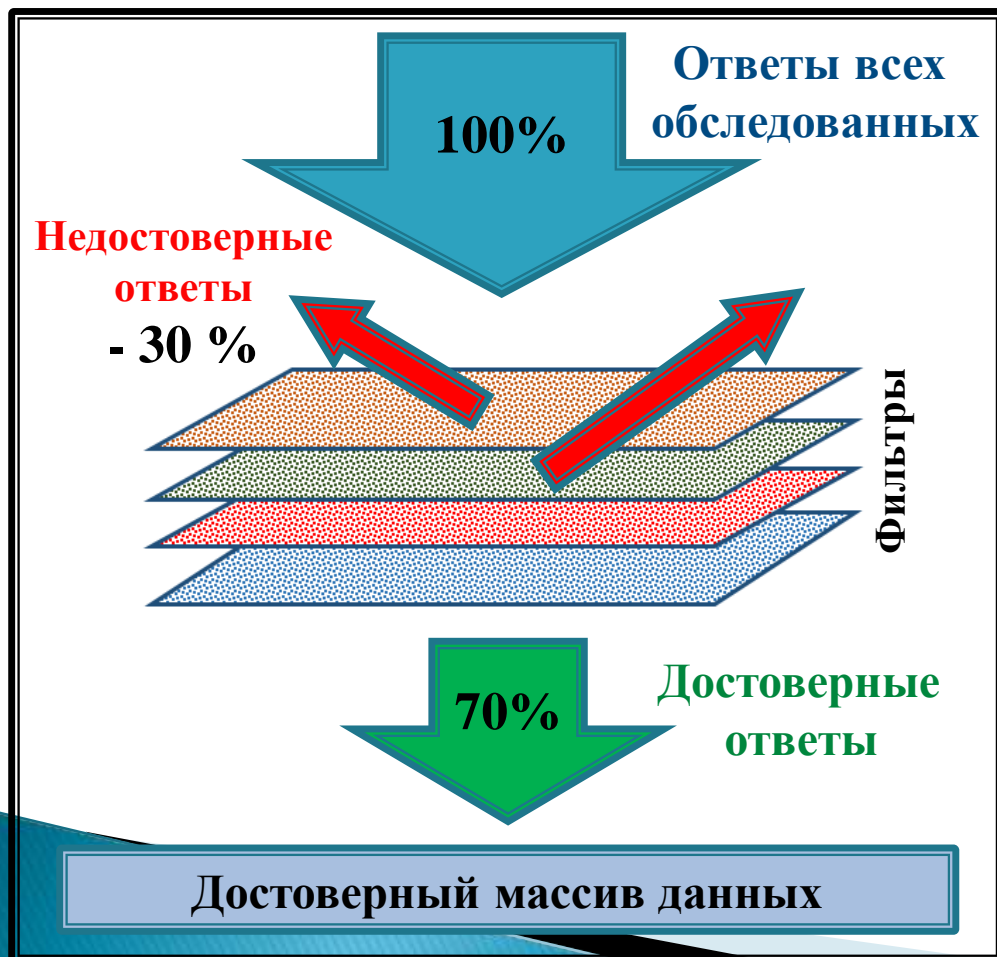 Ответы всех
обследованных
100%
Недостоверные
ответы
- 30 %
Фильтры
70%
Достоверные
ответы
Достоверный массив данных